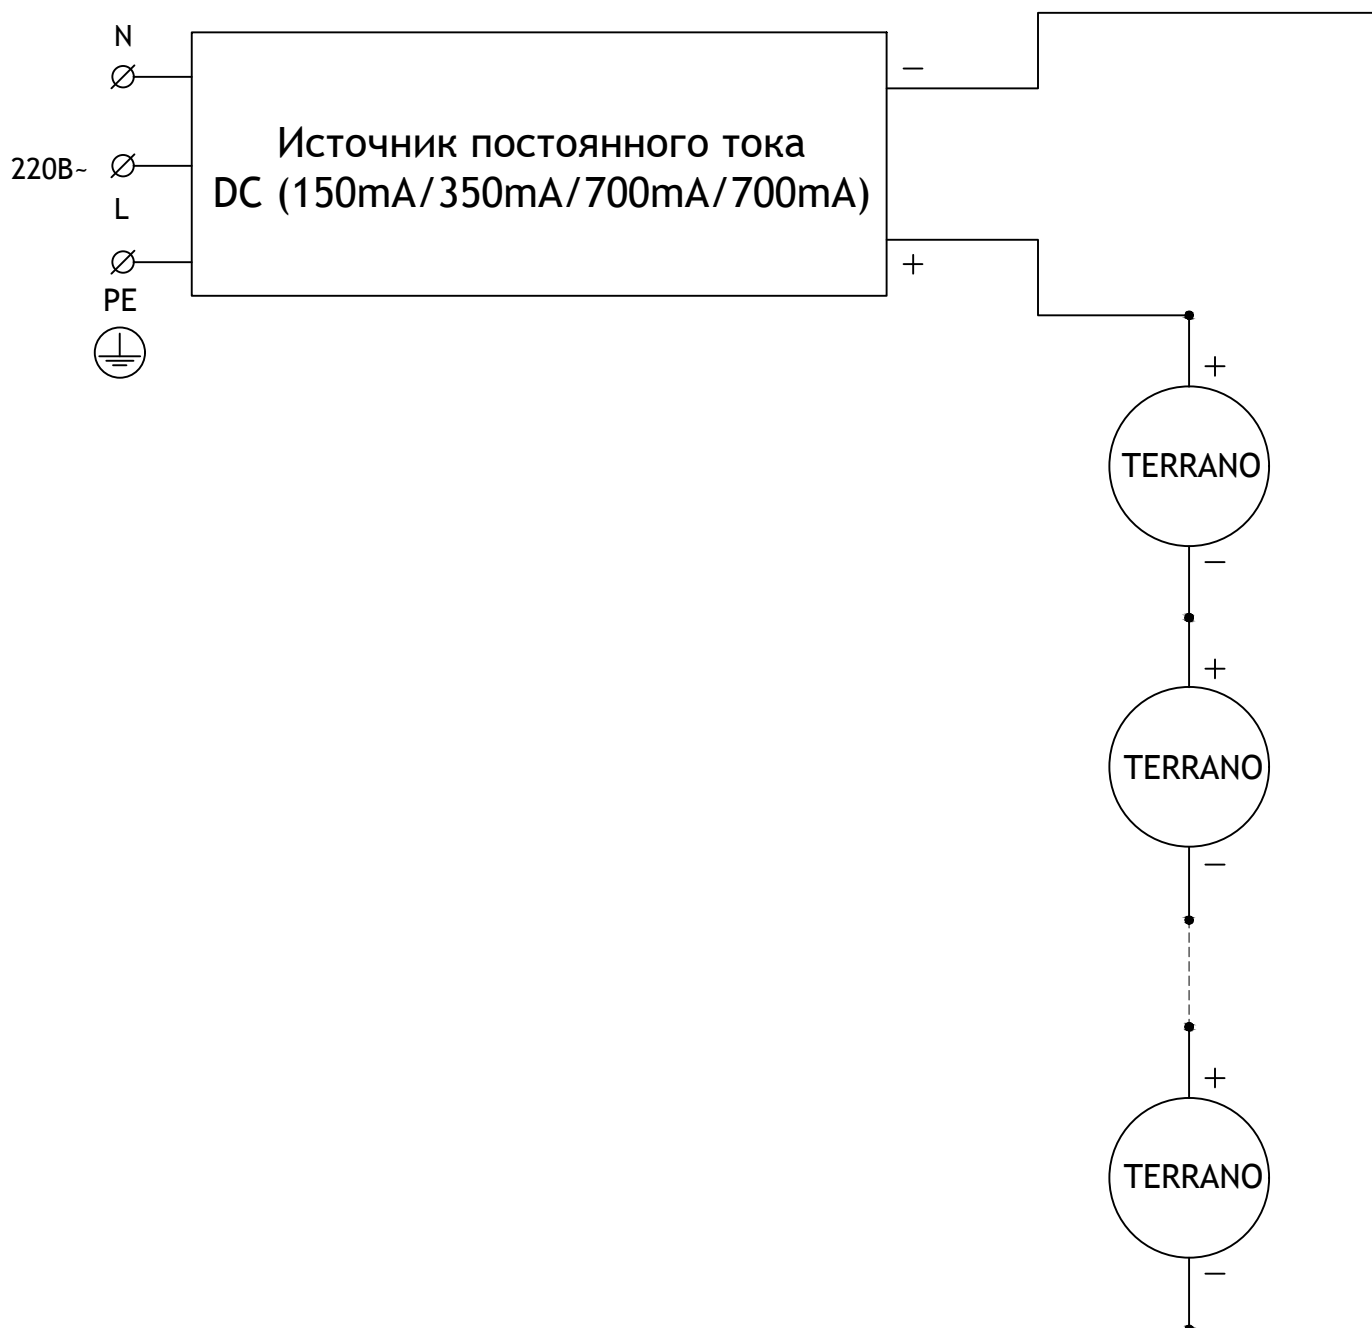 N
−
Источник постоянного тока
220В~
DC (150mA/350mA/700mA/700mA)
L
+
PE
+
TERRANO
−
+
TERRANO
−
+
TERRANO
−